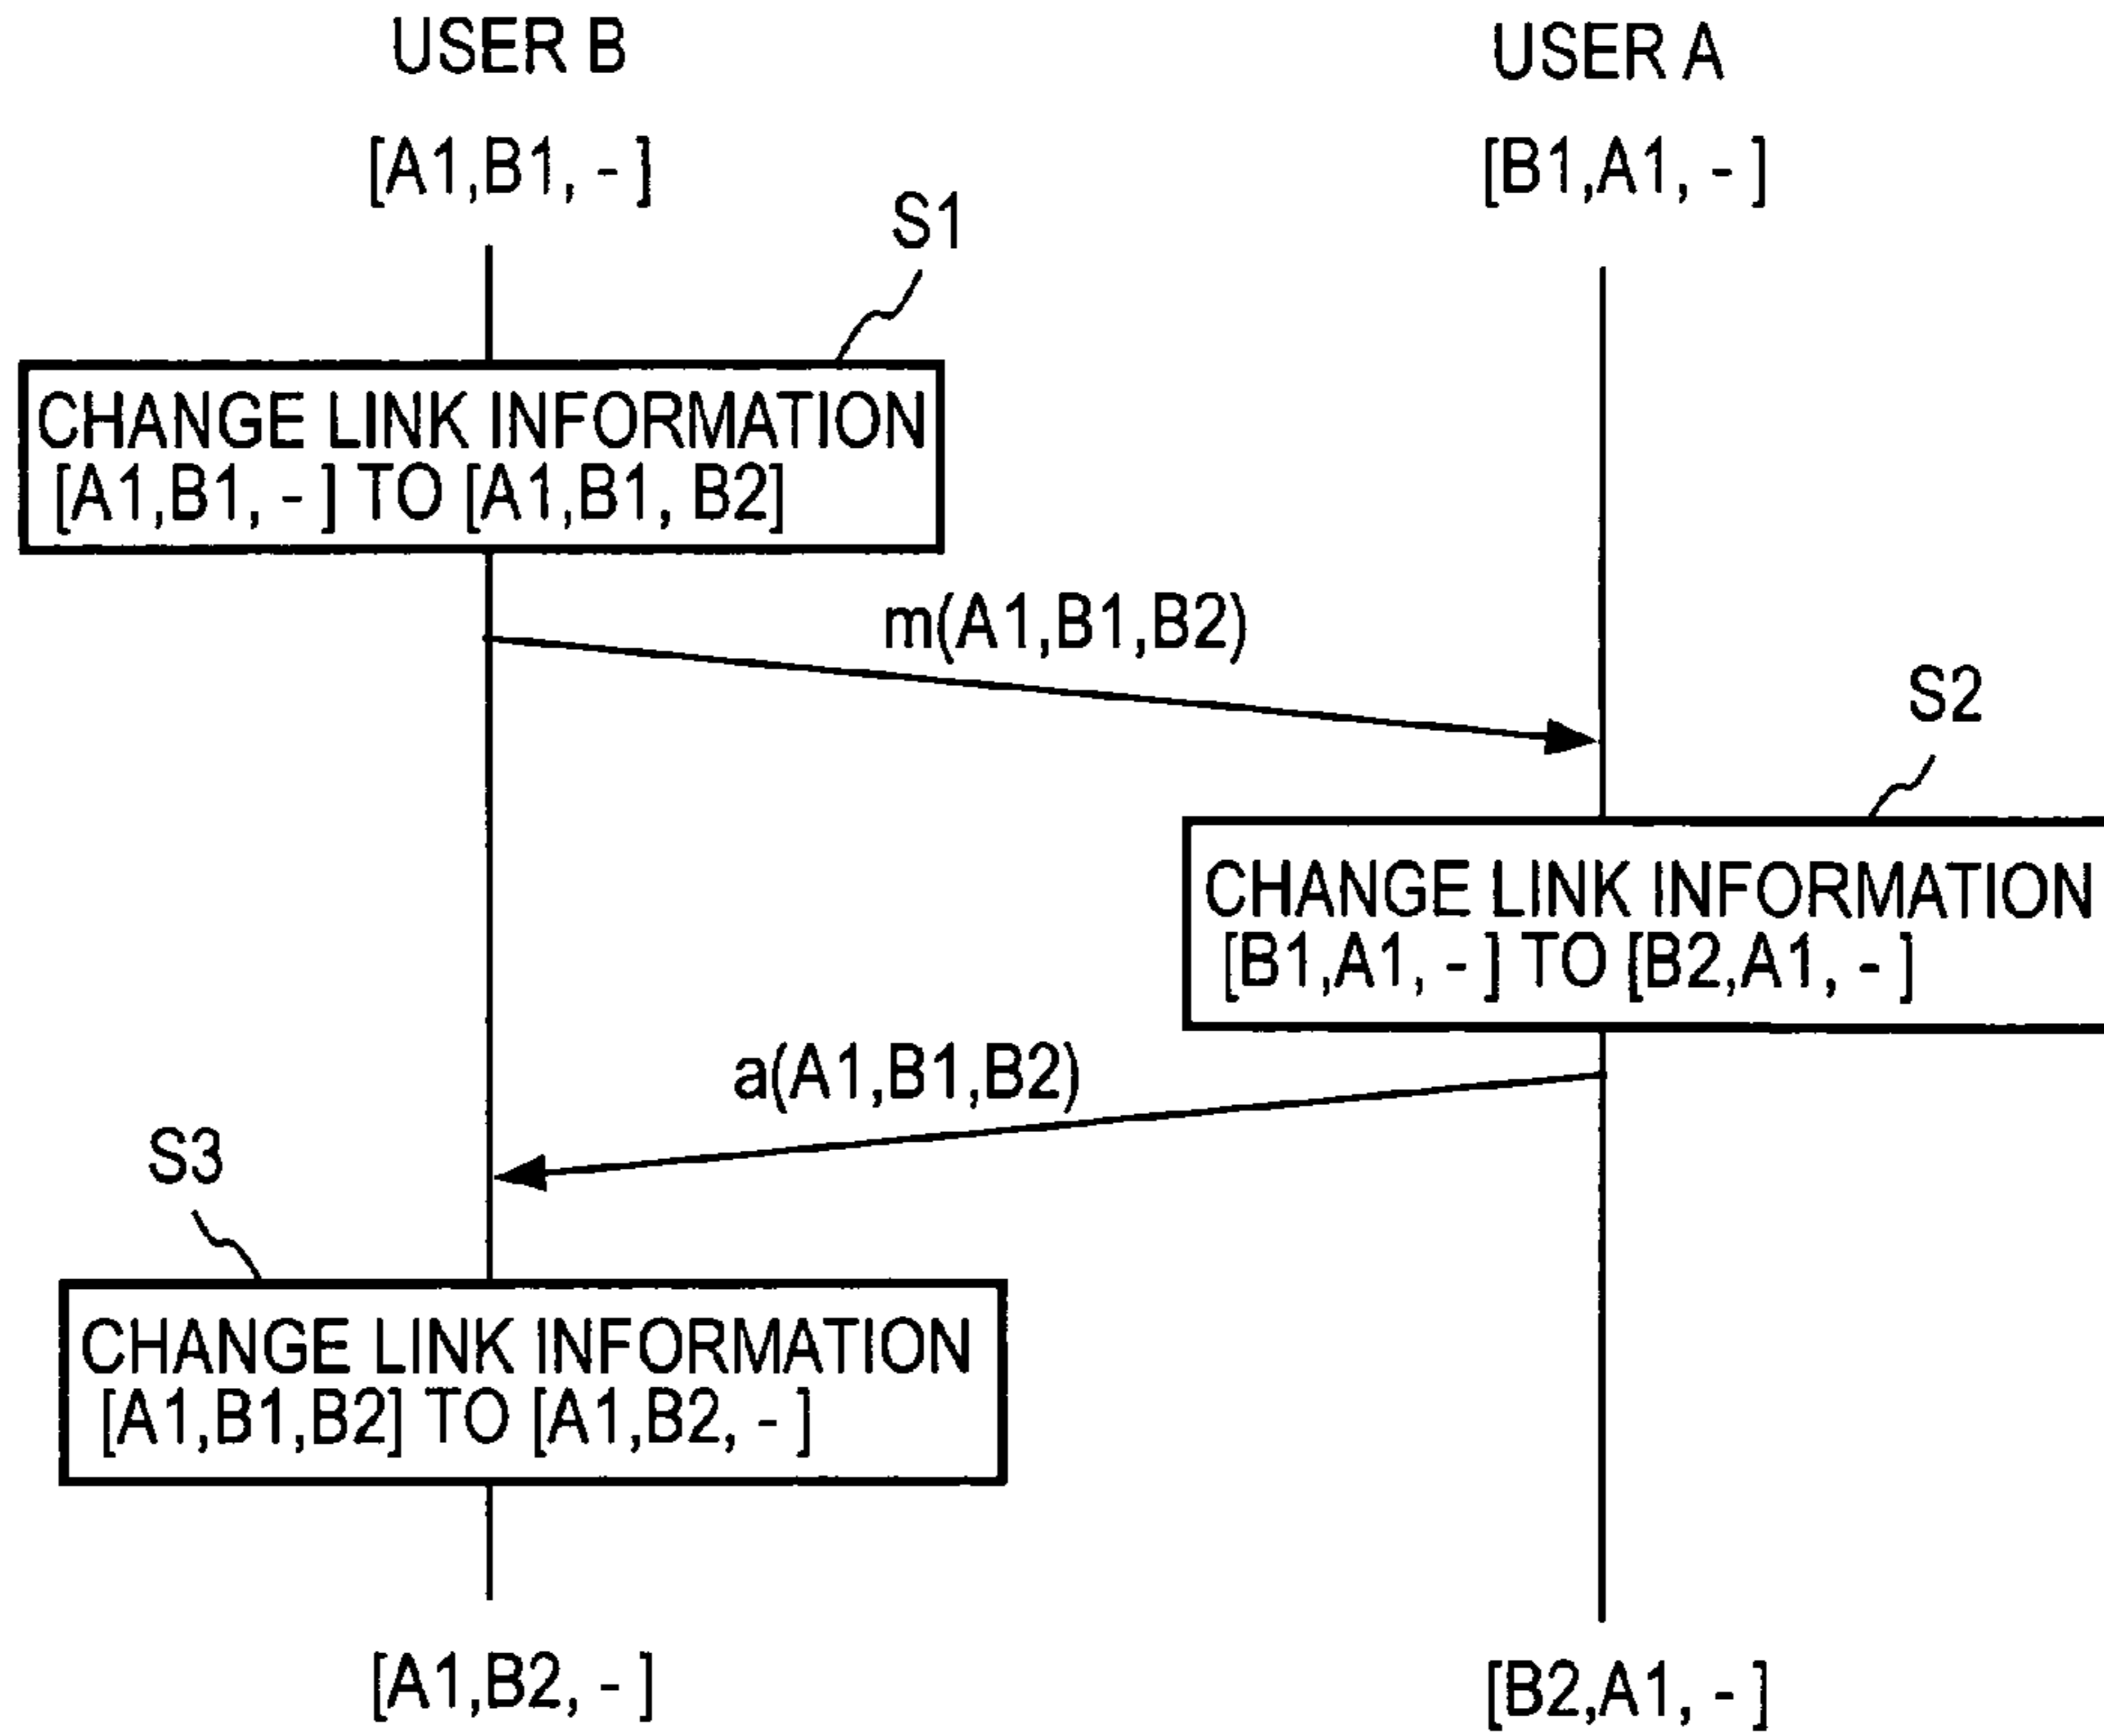 USER B
USER A
[A1,B1, - ]
[B1,A1, - ]
S1
CHANGE LINK INFORMATION
[A1,B1, - ] TO [A1,B1, B2]
m(A1,B1,B2)
S2
CHANGE LINK INFORMATION
[B1,A1, - ] TO [B2,A1, - ]
a(A1,B1,B2)
S3
CHANGE LINK INFORMATION
[A1,B1,B2] TO [A1,B2, - ]
[A1,B2, - ]
[B2,A1, - ]